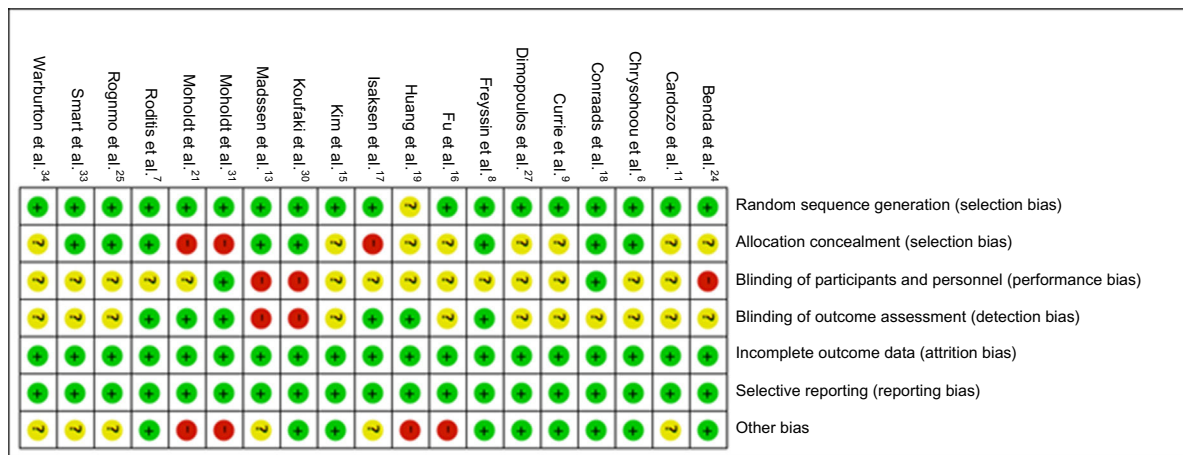 Warburton et al. 34
Smart et al. 33
Rognmo et al. 25
Roditis et al. 7
Moholdt et al. 21
Moholdt et al. 31
Madssen et al. 13
Koufaki et al. 30
Kim et al. 15
Isaksen et al. 17
Huang et al. 19
Fu et al. 16
Freyssin et al. 8
Dimopoulos et al. 27
Currie et al. 9
Conraads et al. 18
Chrysohoou et al. 6
Cardozo et al. 11
Benda et al. 24
+ + + + + + + + + + ? + + + + + + + + Random sequence generation (selection bias)
? + + + - - + + ? - ? ? + ? ? + + ? ? Allocation concealment (selection bias)
? ? ? ? ? + - - ? ? ? ? ? ? ? + ? ? - Blinding of participants and personnel (performance bias)
? ? ? + + + - - ? + + ? + ? ? ? ? ? ? Blinding of outcome assessment (detection bias)
+ + + + + + + + + + + + + + + + + + + Incomplete outcome data (attrition bias)
+ + + + + + + + + + + + + + + + + + + Selective reporting (reporting bias)
? ? ? + - - ? + + ? - - + + + + + ? + Other bias